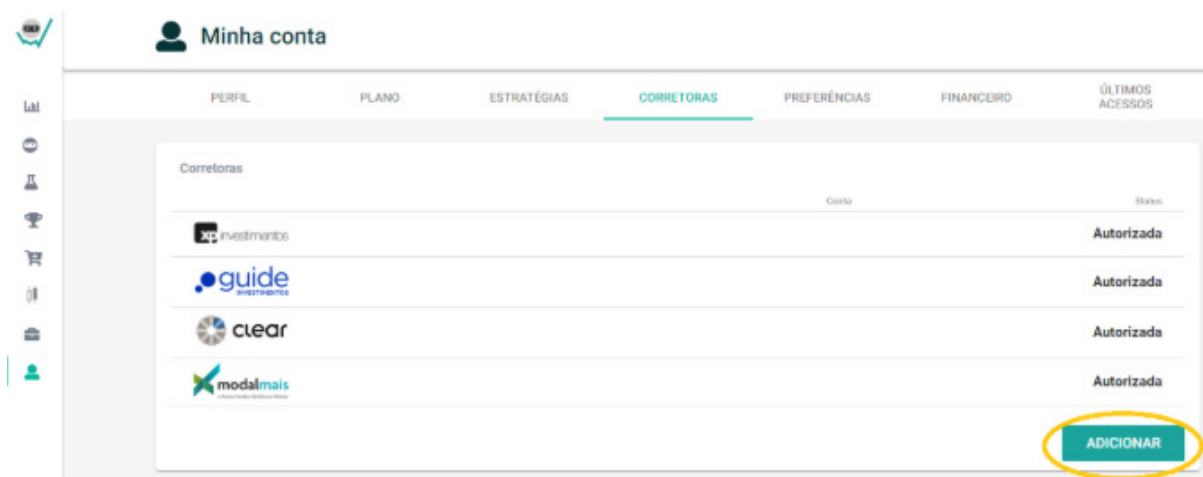 Minha conta
PERFIL PLANO ESTRATÉGIAS CORRETORAS PREFERÊNCIAS FINANCEIRO ÚLTIMOS ACESSOS
Corretoras
Conta Status
xp investimentos Autorizada
guide Autorizada
INVESTIMENTOS
clear Autorizada
modalmais Autorizada
ADICIONAR